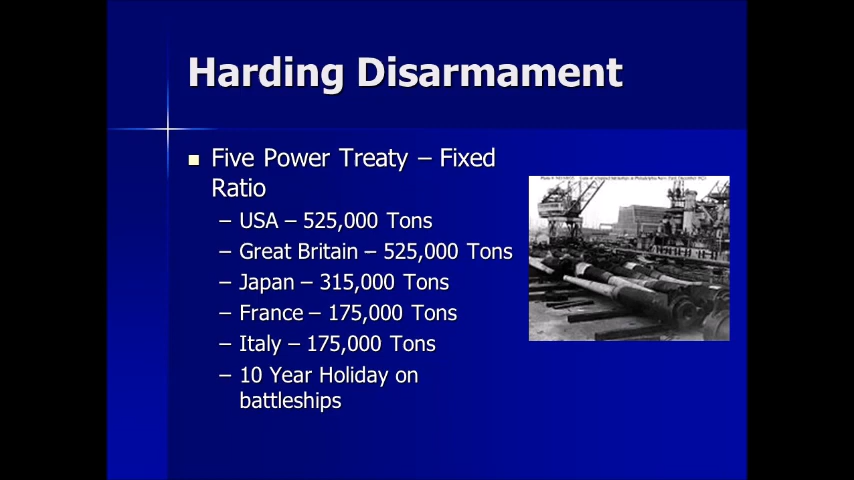 Harding Disarmament
■ Five Power Treaty – Fixed
Ratio
– USA – 525,000 Tons
– Great Britain – 525,000 Tons
– Japan – 315,000 Tons
– France – 175,000 Tons
– Italy – 175,000 Tons
– 10 Year Holiday on
battleships